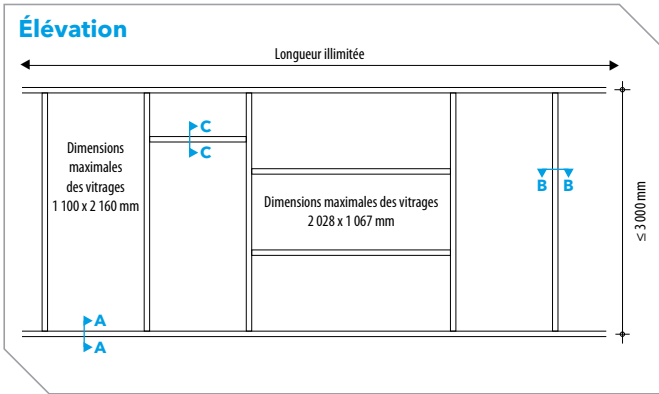 Élévation
Longueur illimitée
C
C
Dimensions
maximales
des vitrages
1 100 x 2 160 mm
Dimensions maximales des vitrages
2 028 x 1 067 mm
B B
≤ 3 000 mm
A
A